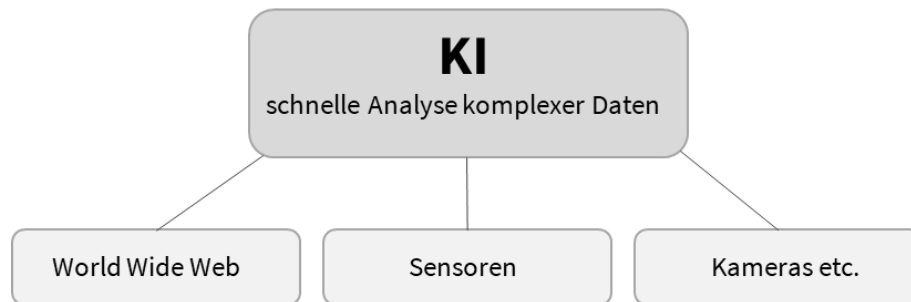 KI
schnelle Analyse komplexer Daten
World Wide Web
Sensoren
Kameras etc.